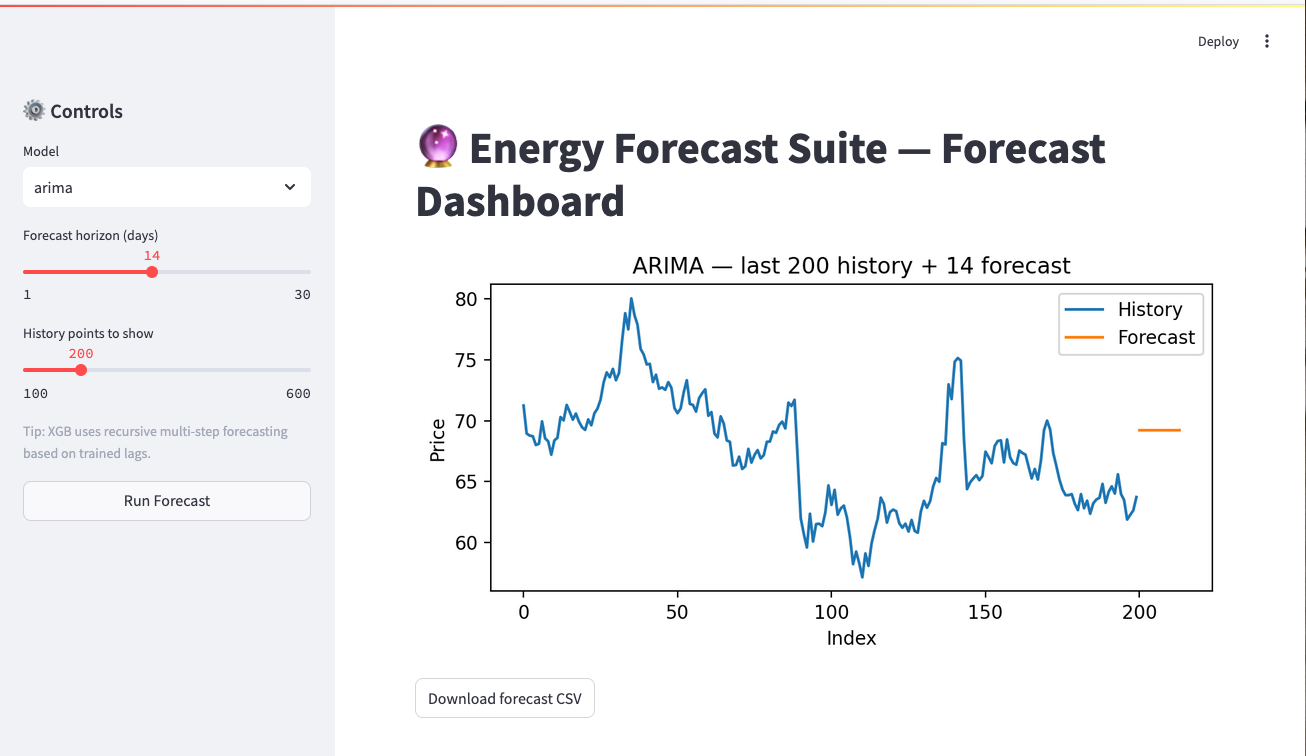 Deploy
Controls
Model
arima
Forecast horizon (days)
14
1 30
History points to show
200
100 600
Tip: XGB uses recursive multi-step forecasting
based on trained lags.
Run Forecast
Energy Forecast Suite — Forecast
Dashboard
ARIMA — last 200 history + 14 forecast
History
Forecast
Price
80
75
70
65
60
0 50 100 150 200
Index
Download forecast CSV